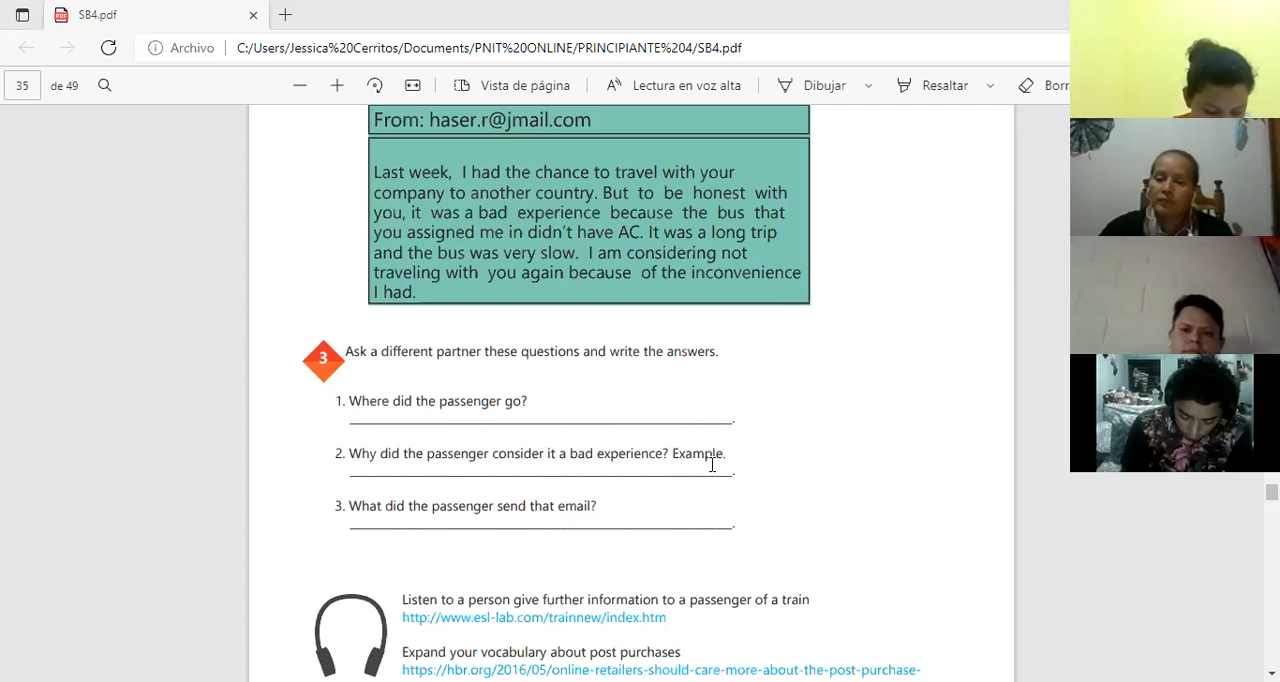 SB4.pdf
Archivo
C:/Users/Jessica%20Cerritos/Documents/PNIT%20ONLINE/PRINCIPIANTE%204/SB4.pdf
35 de 49
Vista de página
Lectura en voz alta
Dibujar
Resaltar
Bor
From: haser.r@jmail.com
Last week, I had the chance to travel with your
company to another country. But to be honest with
you, it was a bad experience because the bus that
you assigned me in didn't have AC. It was a long trip
and the bus was very slow. I am considering not
traveling with you again because of the inconvenience
I had.
3 Ask a different partner these questions and write the answers.
1. Where did the passenger go?
2. Why did the passenger consider it a bad experience? Example.
3. What did the passenger send that email?
Listen to a person give further information to a passenger of a train
http://www.esl-lab.com/trainnew/index.htm
Expand your vocabulary about post purchases
https://hbr.org/2016/05/online-retailers-should-care-more-about-the-post-purchase-